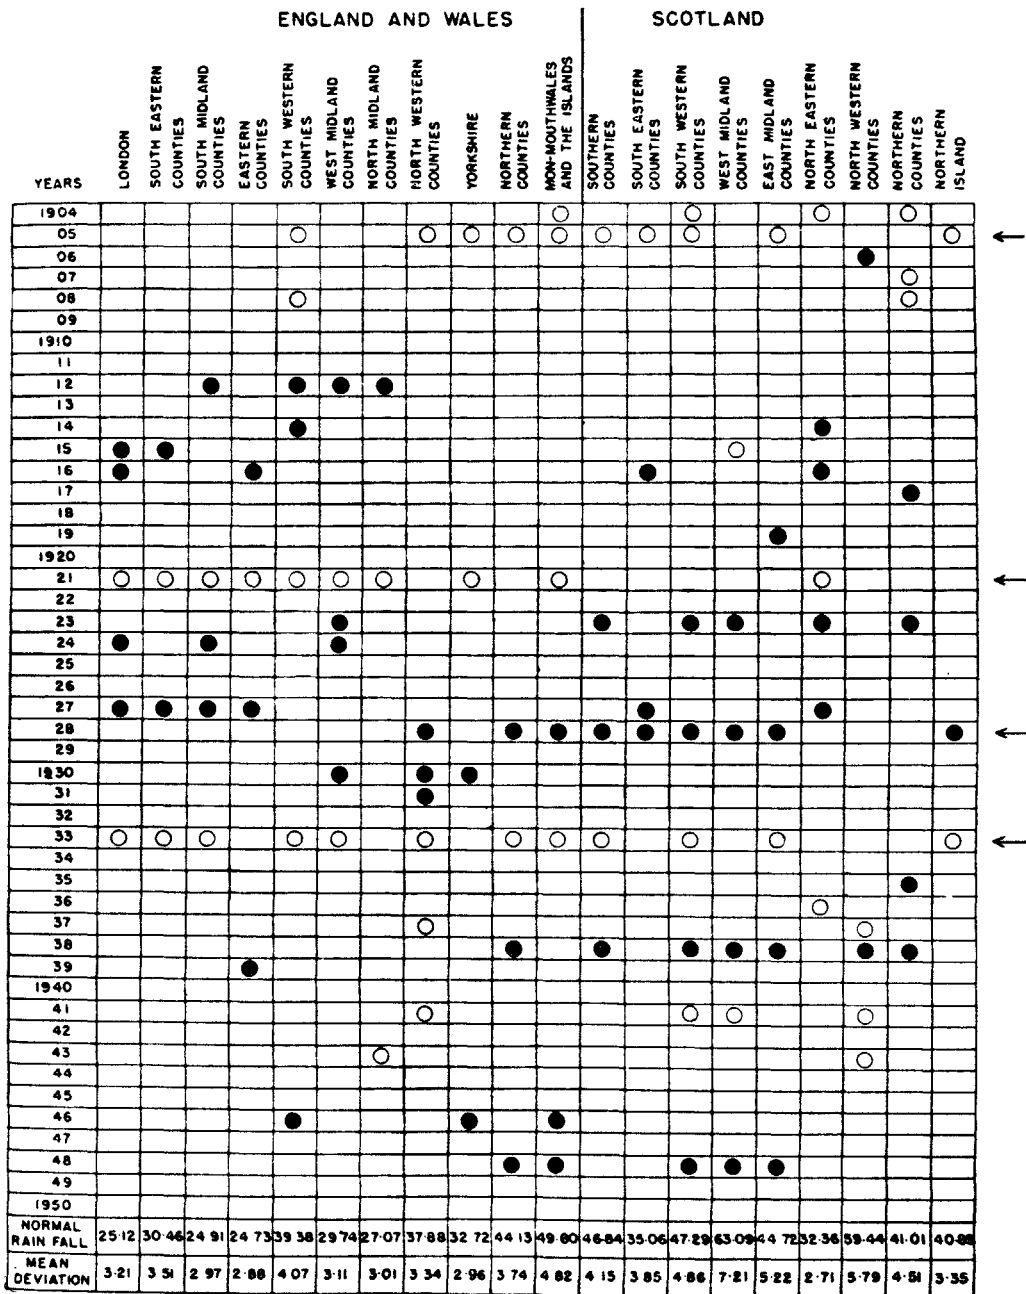 ENGLAND AND WALES
SCOTLAND
YEARS
LONDON
SOUTH EASTERN
COUNTIES
SOUTH MIDLAND
COUNTIES
EASTERN
COUNTIES
SOUTH WESTERN
COUNTIES
WEST MIDLAND
COUNTIES
NORTH MIDLAND
COUNTIES
NORTH WESTERN
COUNTIES
YORKSHIRE
NORTHERN
COUNTIES
MON-MOUTHWALES
AND THE ISLANDS
SOUTHERN
COUNTIES
SOUTH EASTERN
COUNTIES
SOUTH WESTERN
COUNTIES
WEST MIDLAND
COUNTIES
EAST MIDLAND
COUNTIES
NORTH EASTERN
COUNTIES
NORTH WESTERN
COUNTIES
NORTHERN
COUNTIES
NORTHERN
ISLAND
1904
05
06
07
08
09
1910
11
12
13
14
15
16
17
18
19
1920
21
22
23
24
25
26
27
28
29
1930
31
32
33
34
35
36
37
38
39
1940
41
42
43
44
45
46
47
48
49
1950
NORMAL
RAIN FALL 25.12 30.46 24.91 24.73 39.38 29.74 27.07 37.88 32.72 44.13 49.80 46.84 35.06 47.29 63.09 44.72 32.36 59.44 41.01
MEAN
DEVIATION 3.21 3.51 2.97 2.88 4.07 3.11 3.01 3.34 2.96 3.74 4.82 4.15 3.85 4.86 7.21 5.22 2.71 5.79 4.51 3.35